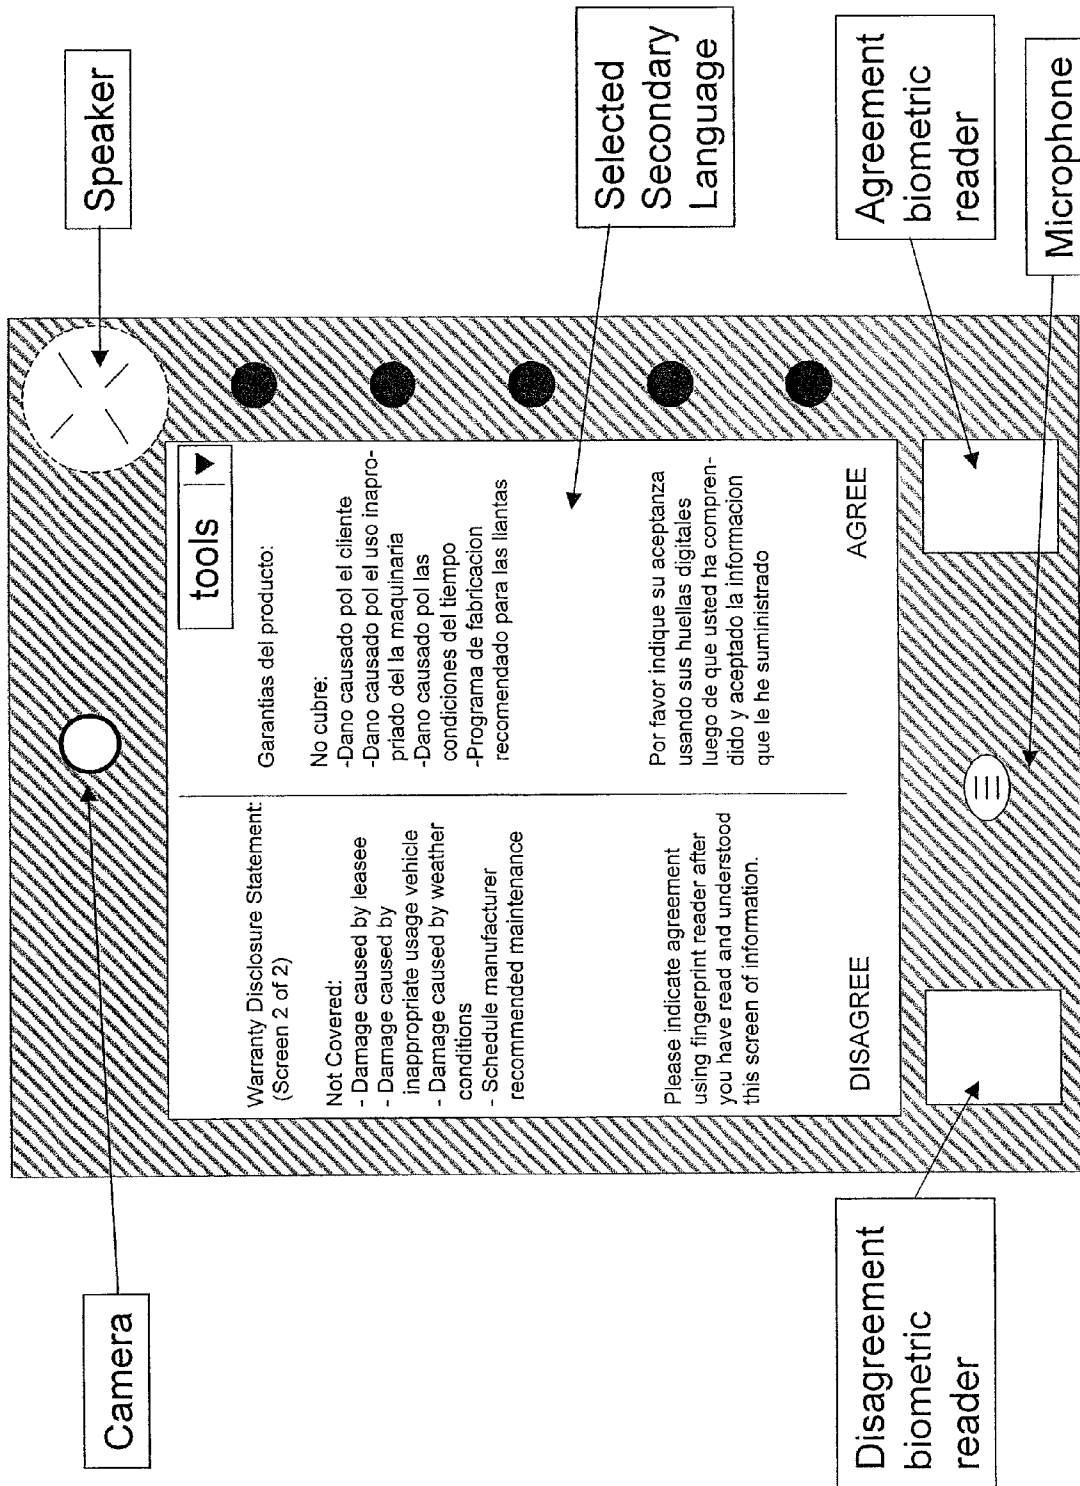 Camera
Speaker
tools
Warranty Disclosure Statement:
(Screen 2 of 2)
Not Covered:
- Damage caused by leasee
- Damage caused by
inappropriate usage vehicle
- Damage caused by weather
conditions
- Schedule manufacturer
recommended maintenance
Please indicate agreement
using fingerprint reader after
you have read and understood
this screen of information.
DISAGREE
Garantias del producto:
No cubre:
-Dano causado pol el cliente
-Dano causado pol el uso inapro-
priado del la maquinaria
-Dano causado pol las
condiciones del tiempo
-Programa de fabricacion
recomendado para las llantas
Por favor indique su aceptanza
usando sus huellas digitales
luego de que usted ha compren-
dido y aceptado la informacion
que le he suministrado
AGREE
Selected
Secondary
Language
Disagreement
biometric
reader
Agreement
biometric
reader
Microphone